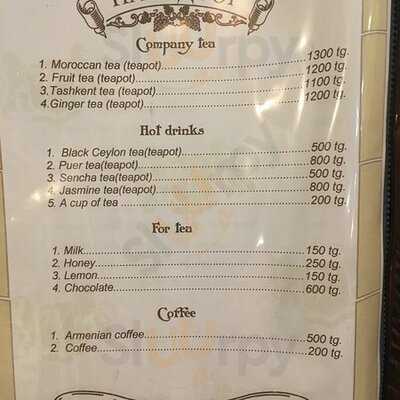 Company tea
1. Moroccan tea (teapot) 1300 tg.
2. Fruit tea (teapot) 1200 tg.
3.Tashkent tea (teapot) 1100 tg.
4.Ginger tea (teapot) 1200 tg.
Hot drinks
1. Black Ceylon tea(teapot) 500 tg.
2. Puer tea(teapot) 800 tg.
3. Sencha tea(teapot) 500 tg.
4. Jasmine tea(teapot) 800 tg.
5. A cup of tea 200 tg.
For tea
1. Milk 150 tg.
2. Honey 250 tg.
3. Lemon 150 tg.
4. Chocolate 600 tg.
Coffee
1. Armenian coffee 500 tg.
2. Coffee 200 tg.